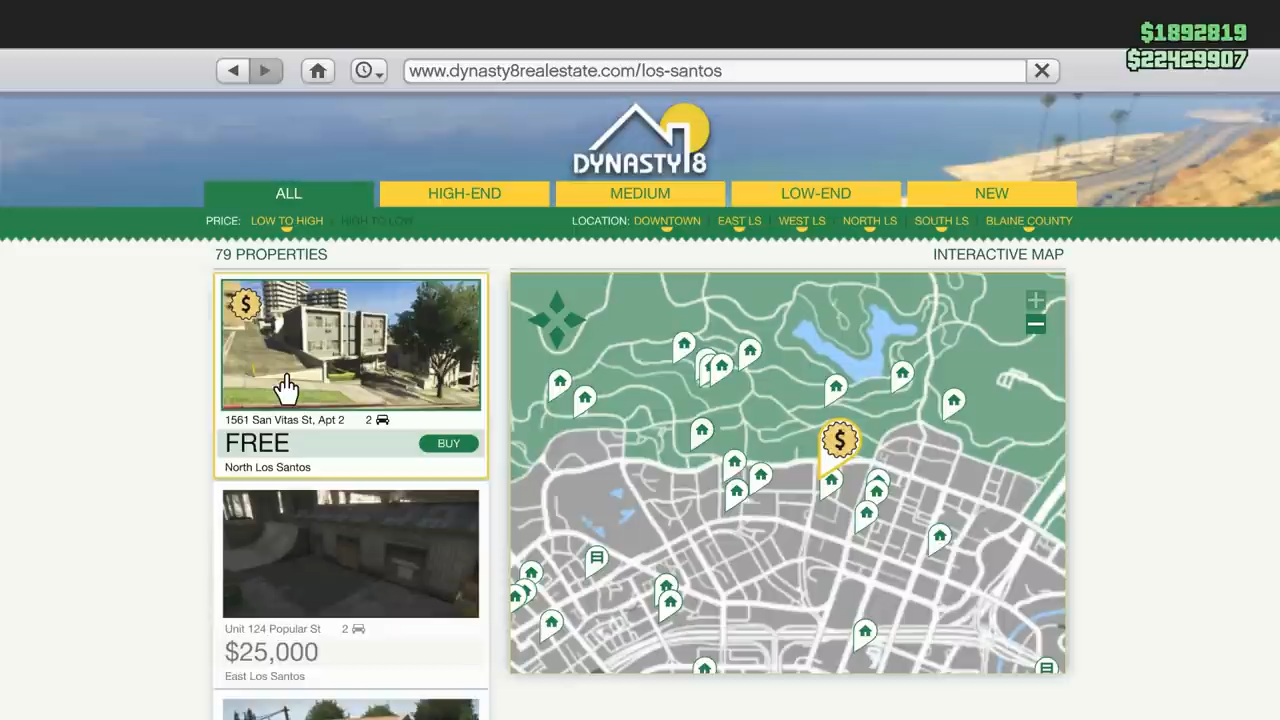 $1892819
$22429907
www.dynasty8realestate.com/los-santos
DYNASTY 8
ALL HIGH-END MEDIUM LOW-END NEW
PRICE: LOW TO HIGH HIGH TO LOW LOCATION: DOWNTOWN EAST LS WEST LS NORTH LS SOUTH LS BLAINE COUNTY
79 PROPERTIES INTERACTIVE MAP
$
1561 San Vitas St, Apt 2 2
FREE BUY
North Los Santos
$
Unit 124 Popular St 2
$25,000
East Los Santos